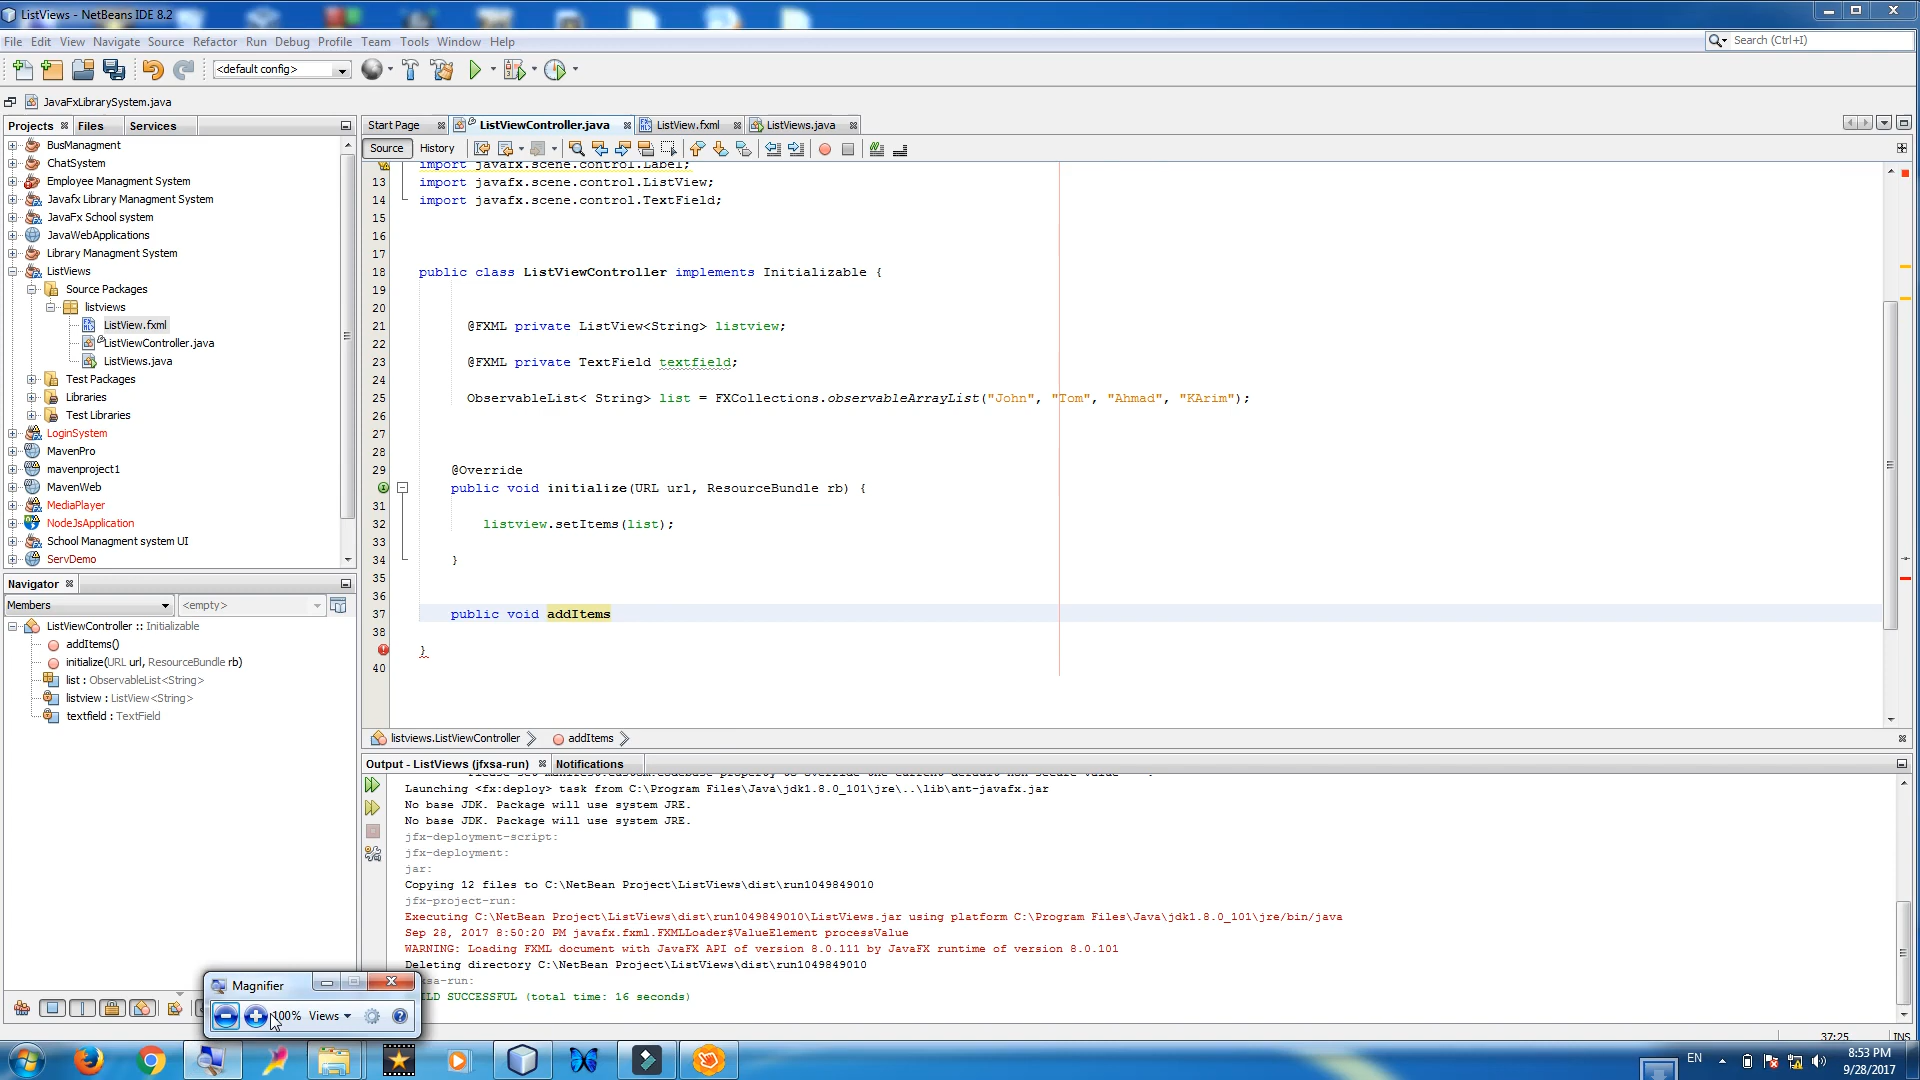 ListViews - NetBeans IDE 8.2
File Edit View Navigate Source Refactor Run Debug Profile Team Tools Window Help
Search (Ctrl+I)
<default config>
JavaFxLibrarySystem.java
Projects Files Services
BusManagment
ChatSystem
Employee Managment System
Javafx Library Managment System
JavaFx School system
JavaWebApplications
Library Managment System
ListViews
Source Packages
listviews
ListView.fxml
ListViewController.java
ListViews.java
Test Packages
Libraries
Test Libraries
LoginSystem
MavenPro
mavenproject1
MavenWeb
MediaPlayer
NodeJsApplication
School Managment system UI
ServDemo
Navigator
Members <empty>
ListViewController :: Initializable
addItems()
initialize(URL url, ResourceBundle rb)
list : ObservableList<String>
listview : ListView<String>
textfield : TextField
Start Page ListViewController.java ListView.fxml ListViews.java
Source History
import javafx.scene.control.Label;
13 import javafx.scene.control.ListView;
14 import javafx.scene.control.TextField;
15
16
17
18 public class ListViewController implements Initializable {
19
20
21 @FXML private ListView<String> listview;
22
23 @FXML private TextField textfield;
24
25 ObservableList< String> list = FXCollections.observableArrayList("John", "Tom", "Ahmad", "KArim");
26
27
28
29 @Override
public void initialize(URL url, ResourceBundle rb) {
31
32 listview.setItems(list);
33
34 }
35
36
37 public void addItems
38
}
40
listviews.ListViewController addItems
Output - ListViews (jfxsa-run) Notifications
Launching <fx:deploy> task from C:\Program Files\Java\jdk1.8.0_101\jre\..\lib\ant-javafx.jar
No base JDK. Package will use system JRE.
No base JDK. Package will use system JRE.
jfx-deployment-script:
jfx-deployment:
jar:
Copying 12 files to C:\NetBean Project\ListViews\dist\run1049849010
jfx-project-run:
Executing C:\NetBean Project\ListViews\dist\run1049849010\ListViews.jar using platform C:\Program Files\Java\jdk1.8.0_101\jre/bin/java
Sep 28, 2017 8:50:20 PM javafx.fxml.FXMLLoader$ValueElement processValue
WARNING: Loading FXML document with JavaFX API of version 8.0.111 by JavaFX runtime of version 8.0.101
Deleting directory C:\NetBean Project\ListViews\dist\run1049849010
xsa-run:
LD SUCCESSFUL (total time: 16 seconds)
Magnifier
100% Views
37:25 INS
EN
8:53 PM
9/28/2017